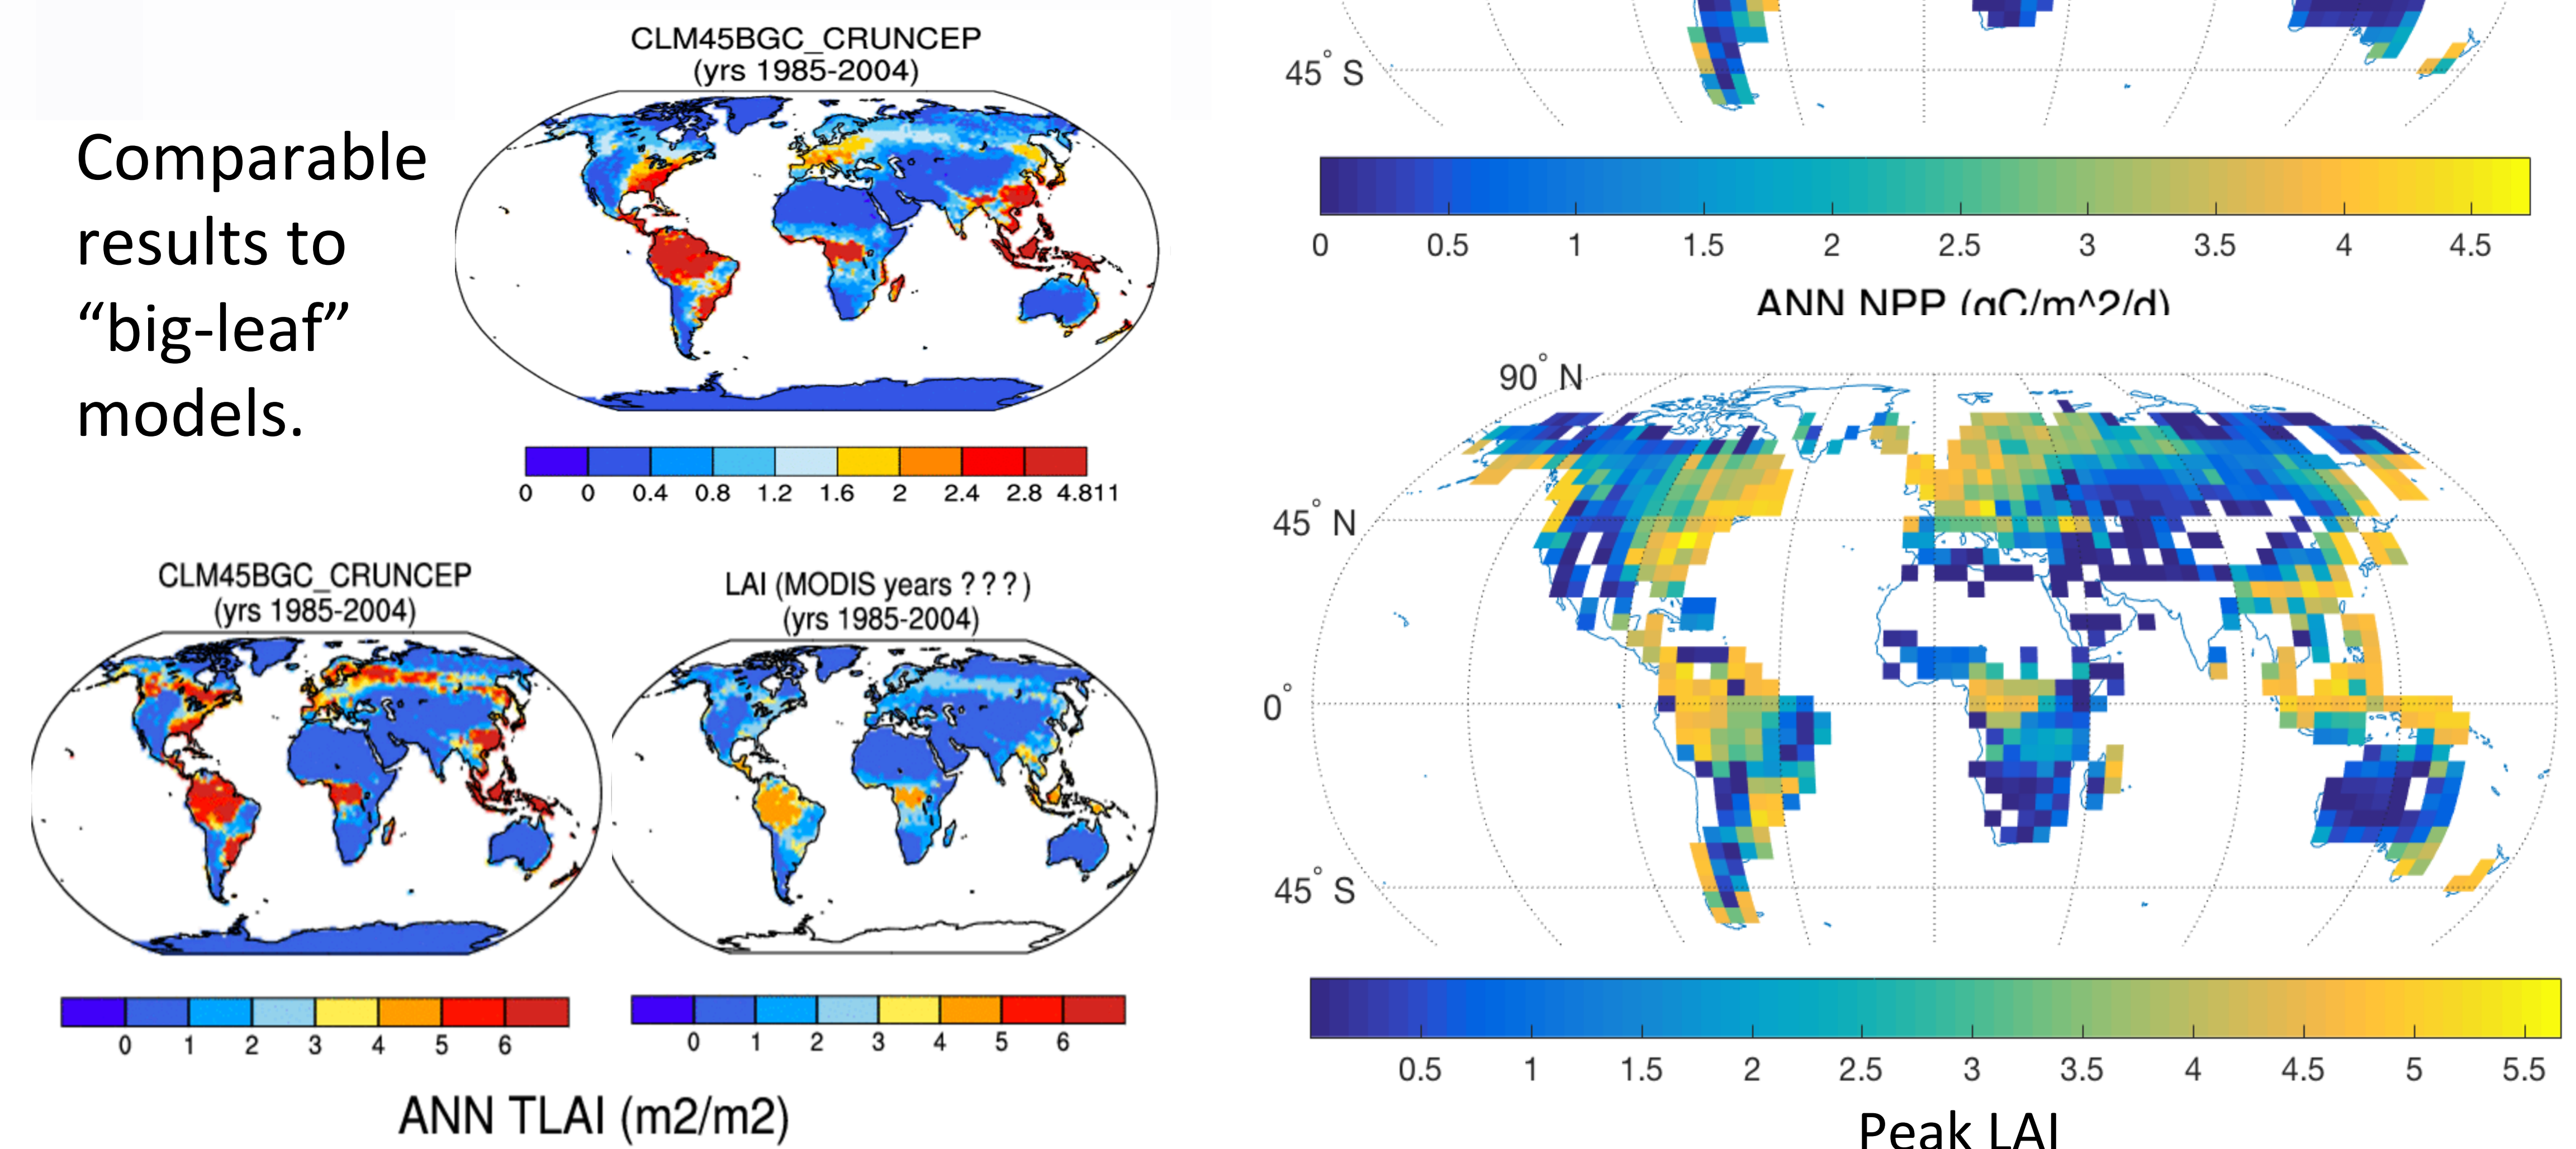 Comparable
results to
“big-leaf”
models.
CLM45BGC_CRUNCEP
(yrs 1985-2004)
0 0 0.4 0.8 1.2 1.6 2 2.4 2.8 4.811
CLM45BGC_CRUNCEP
(yrs 1985-2004)
0 1 2 3 4 5 6
LAI (MODIS years ???)
(yrs 1985-2004)
0 1 2 3 4 5 6
ANN TLAI (m2/m2)
45° S
0 0.5 1 1.5 2 2.5 3 3.5 4 4.5
ANN NPP (gC/m^2/d)
90° N
45° N
0°
45° S
0.5 1 1.5 2 2.5 3 3.5 4 4.5 5 5.5
Peak LAI